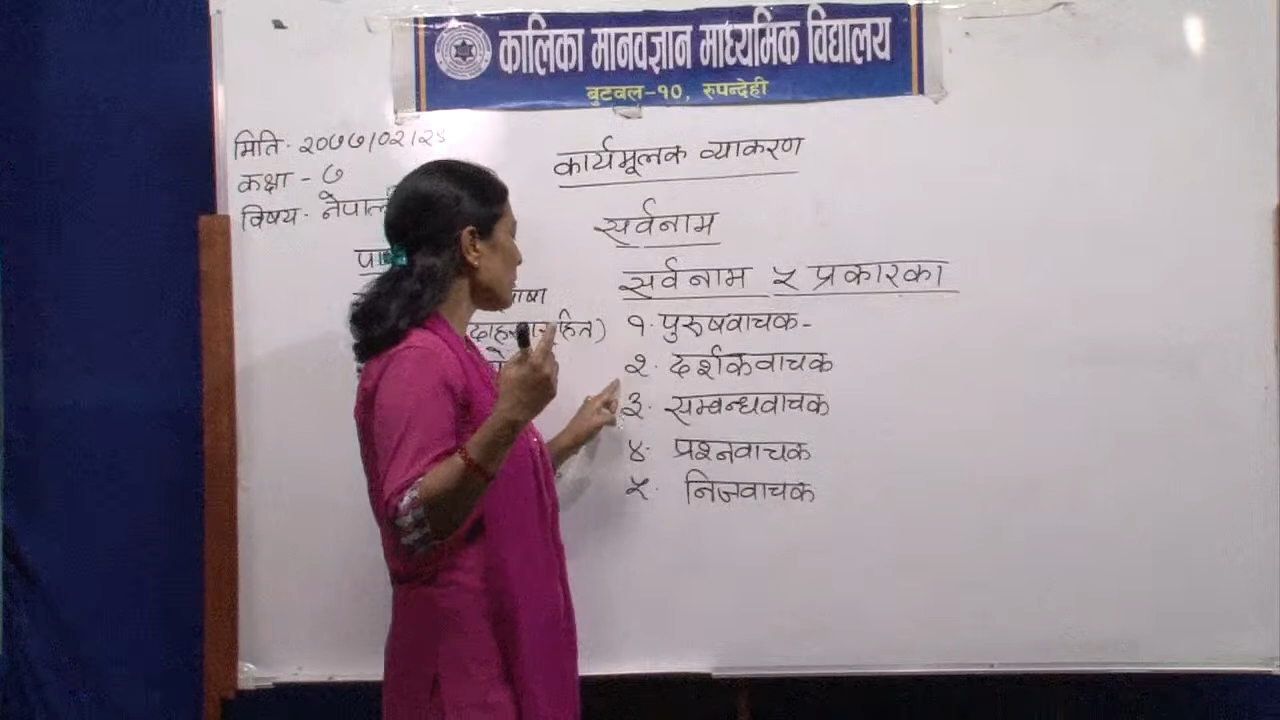 कालिका मानवज्ञान माध्यमिक विद्यालय
बुटवल-१०, रुपन्देही
मिति- २०७७/०२/२५
कक्षा - ७
विषय- नेपाल
कार्यमूलक व्याकरण
सर्वनाम
सर्वनाम ५ प्रकारका
१. पुरुषवाचक-
२. दर्शकवाचक
३. सम्बन्धवाचक
४. प्रश्नवाचक
५. निजवाचक